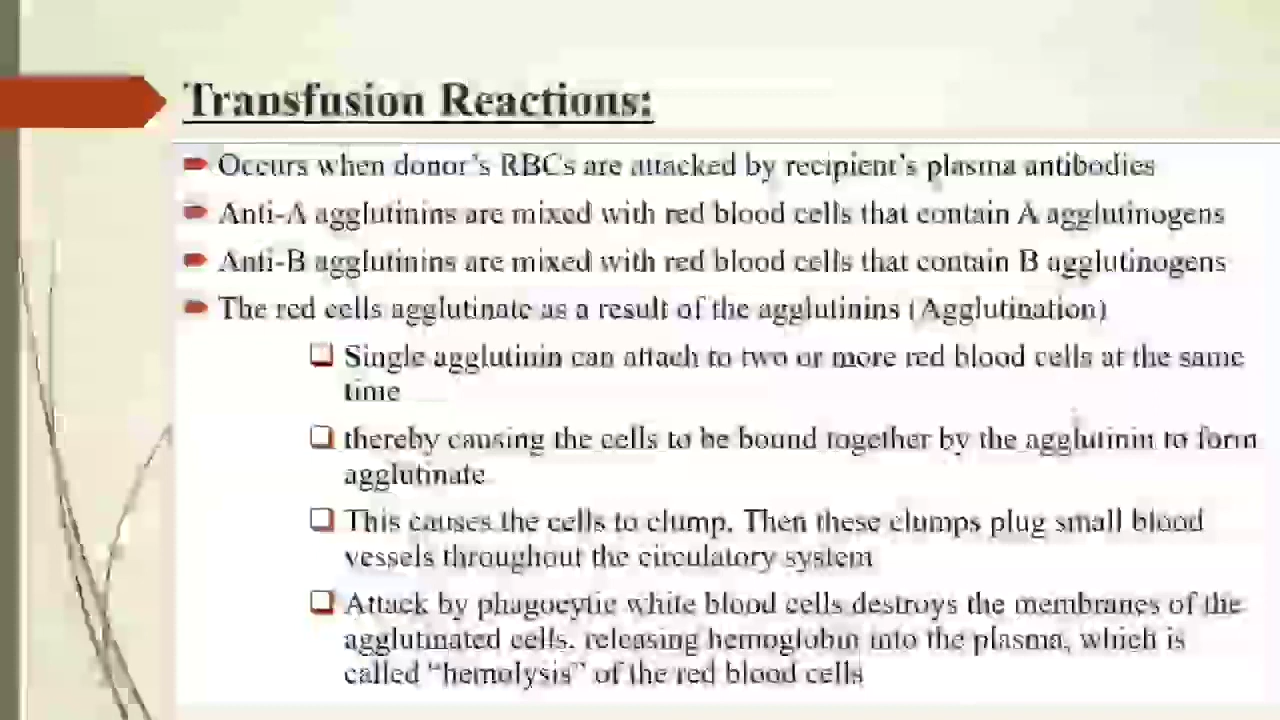 Transfusion Reactions:
Occurs when donor's RBCs are attacked by recipient's plasma antibodies
Anti-A agglutinins are mixed with red blood cells that contain A agglutinogens
Anti-B agglutinins are mixed with red blood cells that contain B agglutinogens
The red cells agglutinate as a result of the agglutinins (Agglutination)
Single agglutinin can attach to two or more red blood cells at the same
time
thereby causing the cells to be bound together by the agglutinin to form
agglutinate
This causes the cells to clump. Then these clumps plug small blood
vessels throughout the circulatory system
Attack by phagocytic white blood cells destroys the membranes of the
agglutinated cells, releasing hemoglobin into the plasma, which is
called "hemolysis" of the red blood cells